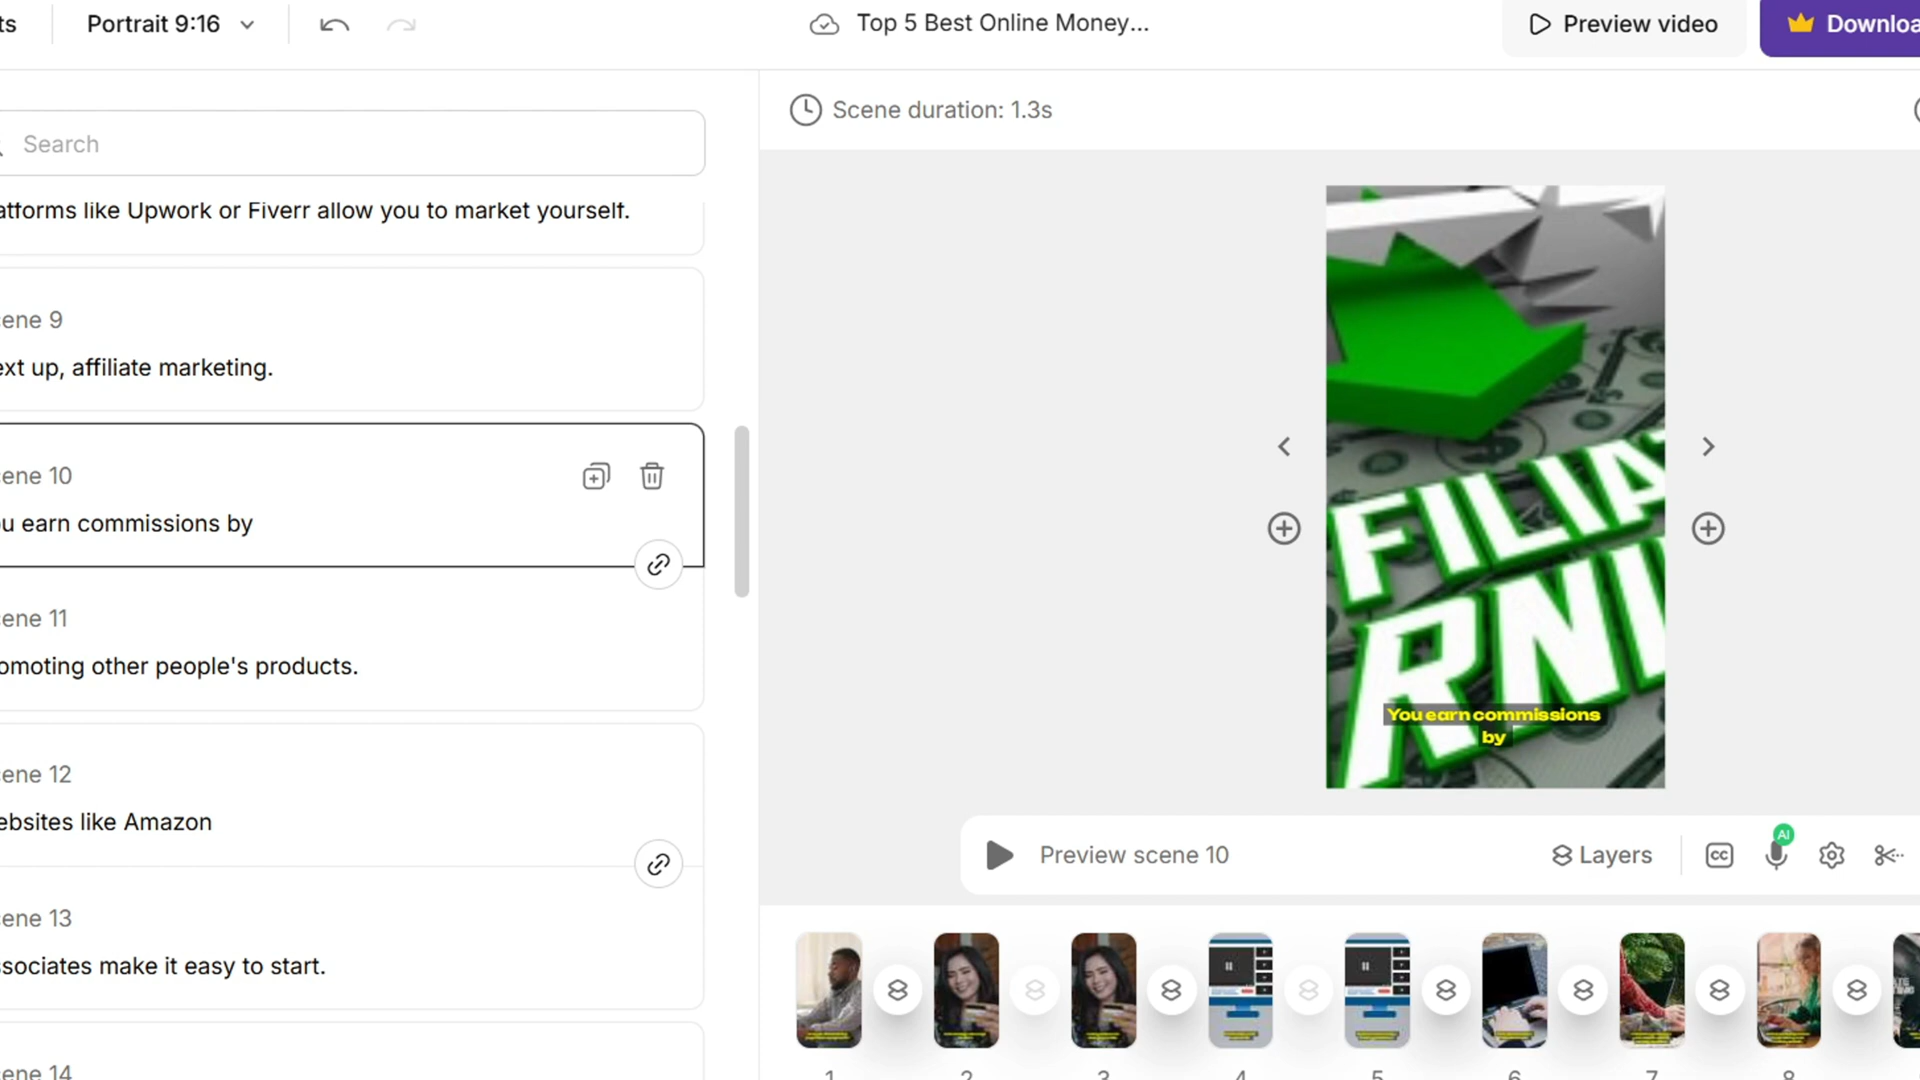 ts
Portrait 9:16
Top 5 Best Online Money...
Preview video
Downloa
Scene duration: 1.3s
Search
atforms like Upwork or Fiverr allow you to market yourself.
ene 9
ext up, affiliate marketing.
ene 10
u earn commissions by
ene 11
omoting other people's products.
ene 12
ebsites like Amazon
ene 13
ssociates make it easy to start.
ene 14
FILIA
RNI
You earn commissions
by
Preview scene 10
Layers
CC
AI
1
2
3
4
5
6
7
8